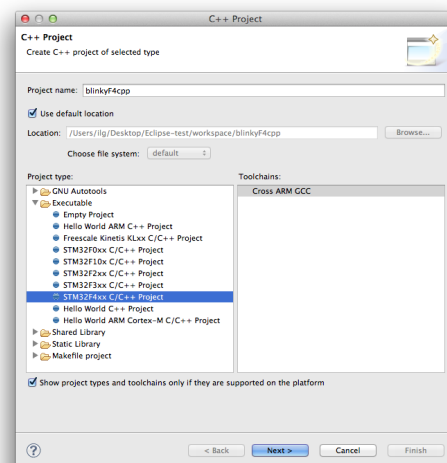 C++ Project
C++ Project
Create C++ project of selected type
Project name: blinkyF4cpp
Use default location
Location: /Users/ilg/Desktop/Eclipse-test/workspace/blinkyF4cpp Browse...
Choose file system: default
Project type: Toolchains:
GNU Autotools Cross ARM GCC
Executable
Empty Project
Hello World ARM C++ Project
Freescale Kinetis KLxx C/C++ Project
STM32F0xx C/C++ Project
STM32F10x C/C++ Project
STM32F2xx C/C++ Project
STM32F3xx C/C++ Project
STM32F4xx C/C++ Project
Hello World C++ Project
Hello World ARM Cortex-M C/C++ Project
Shared Library
Static Library
Makefile project
Show project types and toolchains only if they are supported on the platform
? < Back Next > Cancel Finish